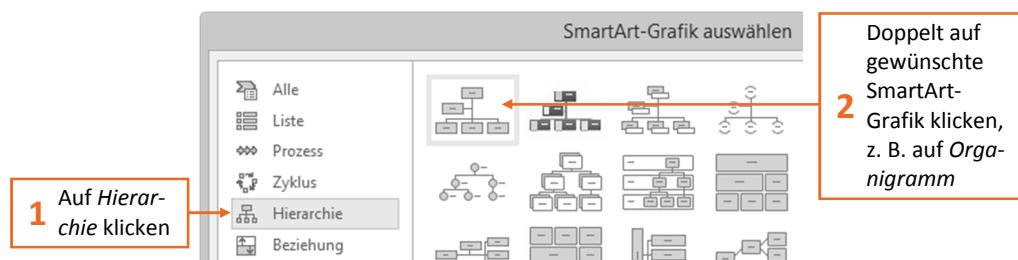 SmartArt-Grafik auswählen
Alle
Liste
Prozess
Zyklus
Hierarchie
Beziehung
1
Auf Hierar-
chie klicken
2
Doppelt auf
gewünschte
SmartArt-
Grafik klicken,
z. B. auf Orga-
nigramm